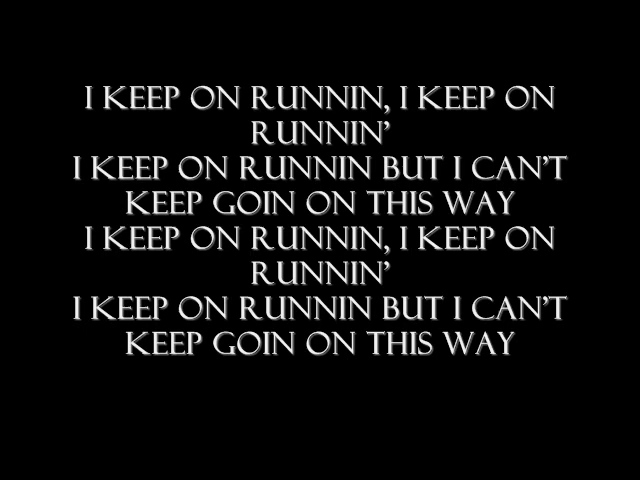 I KEEP ON RUNNIN, I KEEP ON
RUNNIN'
I KEEP ON RUNNIN BUT I CAN'T
KEEP GOIN ON THIS WAY
I KEEP ON RUNNIN, I KEEP ON
RUNNIN'
I KEEP ON RUNNIN BUT I CAN'T
KEEP GOIN ON THIS WAY